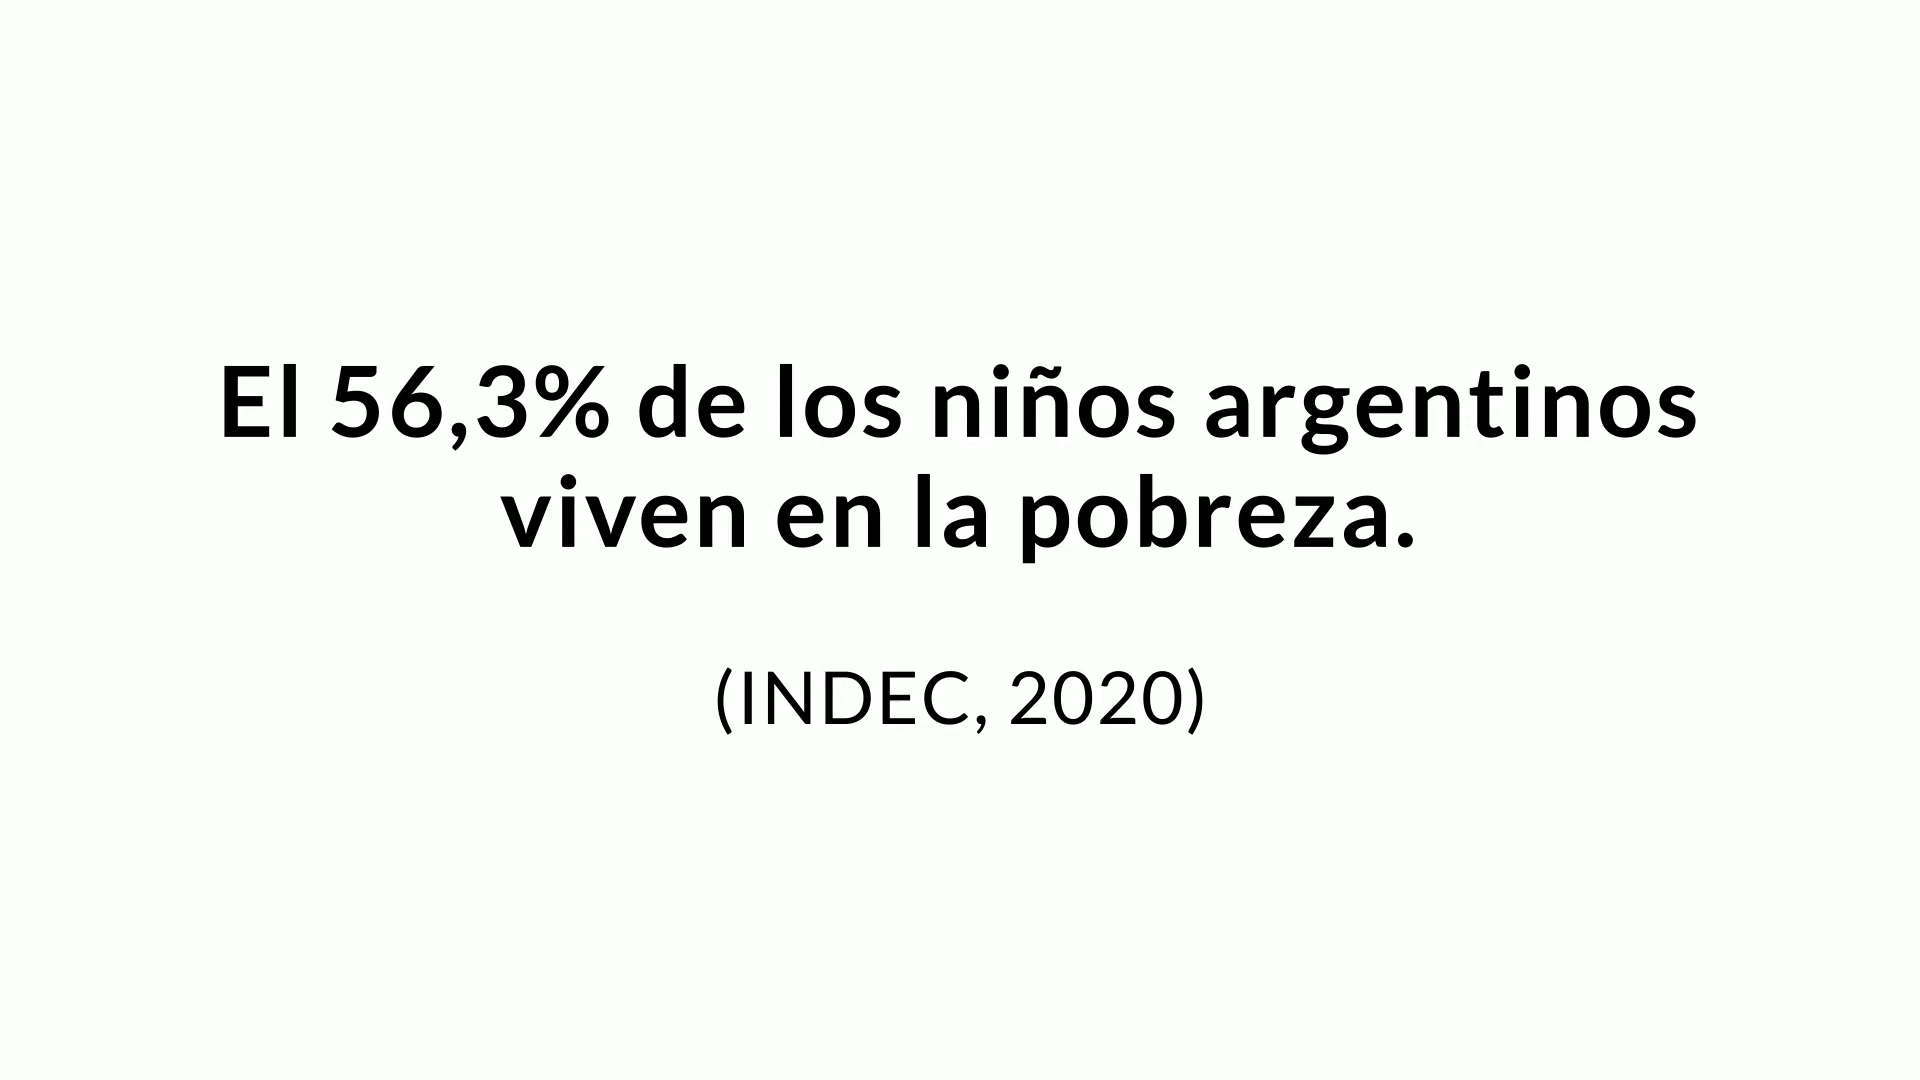 El 56,3% de los niños argentinos
viven en la pobreza.
(INDEC, 2020)